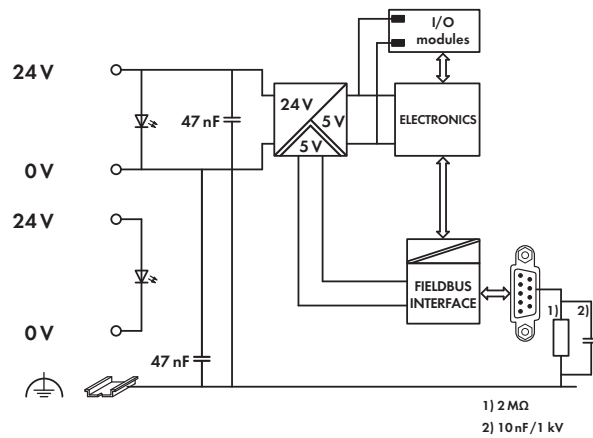 I/O
modules
24 V
24 V
47 nF
5 V
5 V
ELECTRONICS
0 V
24 V
FIELDBUS
INTERFACE
1)
2)
0 V
47 nF
1) 2 MΩ
2) 10 nF/1 kV